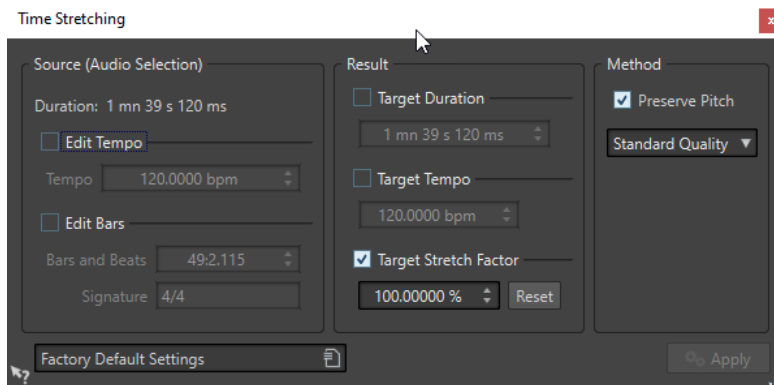 Time Stretching
x
Source (Audio Selection)
Duration: 1 mn 39 s 120 ms
Edit Tempo
Tempo 120.0000 bpm
Edit Bars
Bars and Beats 49:2.115
Signature 4/4
Result
Target Duration
1 mn 39 s 120 ms
Target Tempo
120.0000 bpm
Target Stretch Factor
100.00000 % Reset
Method
Preserve Pitch
Standard Quality
?
Factory Default Settings
Apply